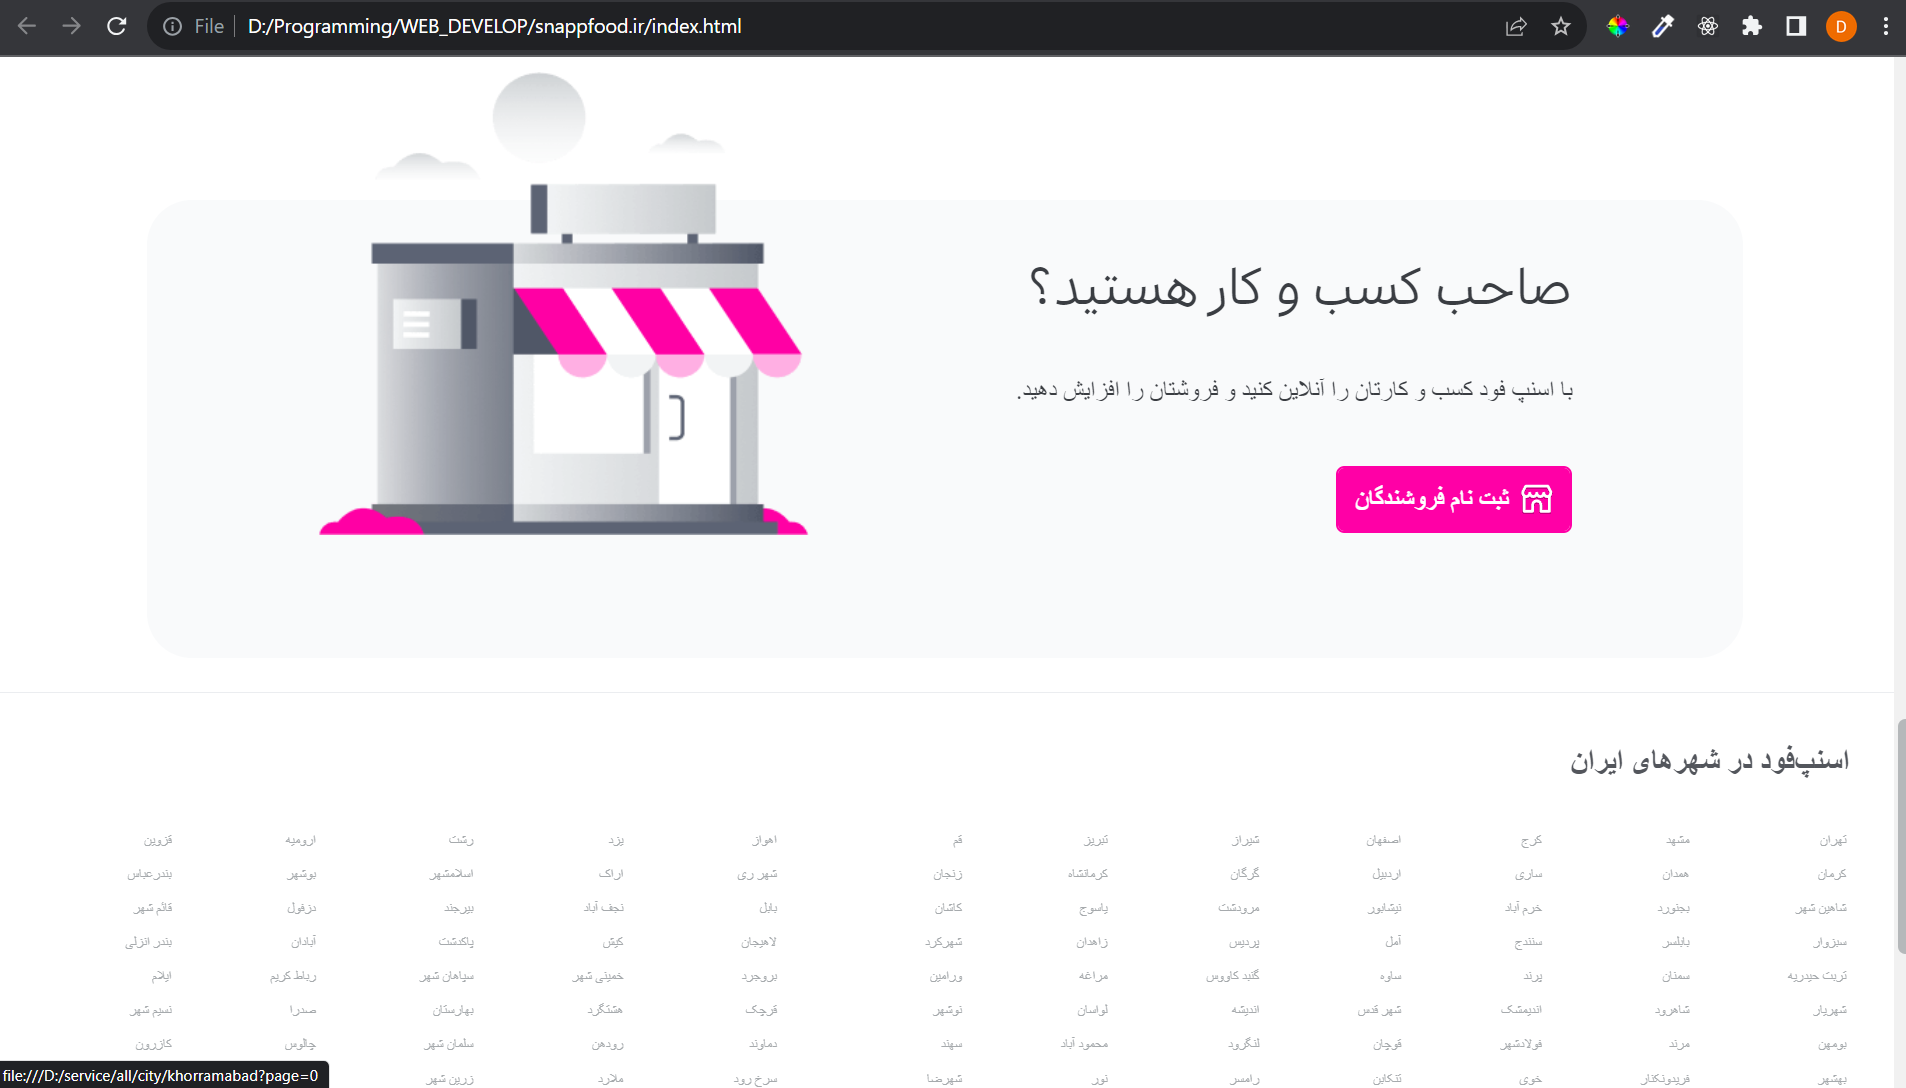 File D:/Programming/WEB_DEVELOP/snappfood.ir/index.html D
صاحب کسب و کار هستید؟
با اسنپ فود کسب و کارتان را آنلاین کنید و فروشتان را افزایش دهید.
ثبت نام فروشندگان
اسنپ‌فود در شهرهای ایران
تهران مشهد کرج اصفهان شیراز تبریز قم اهواز یزد رشت ارومیه قزوین
کرمان همدان ساری اردبیل گرگان کرمانشاه زنجان شهر ری اراک اسلامشهر بوشهر بندرعباس
شاهین شهر بجنورد خرم آباد نیشابور مرودشت یاسوج کاشان بابل نجف آباد بیرجند دزفول قائم شهر
سبزوار بابلسر سنندج آمل پردیس زاهدان شهرکرد لاهیجان کیش پاکدشت آبادان بندر انزلی
تربت حیدریه سمنان پرند ساوه گنبد کاووس مراغه ورامین بروجرد خمینی شهر سپاهان شهر رباط کریم ایلام
شهریار شاهرود اندیمشک شهر قدس اندیشه لواسان نوشهر قرچک هشتگرد بهارستان صدرا نسیم شهر
بومهن مرند فولادشهر قوچان لنگرود محمود آباد سهند دماوند رودهن سلمان شهر چالوس کازرون
بهشهر فریدونکنار خوی تنکابن رامسر نور شهرضا سرخ رود ملارد زرین شهر
file:///D:/service/all/city/khorramabad?page=0